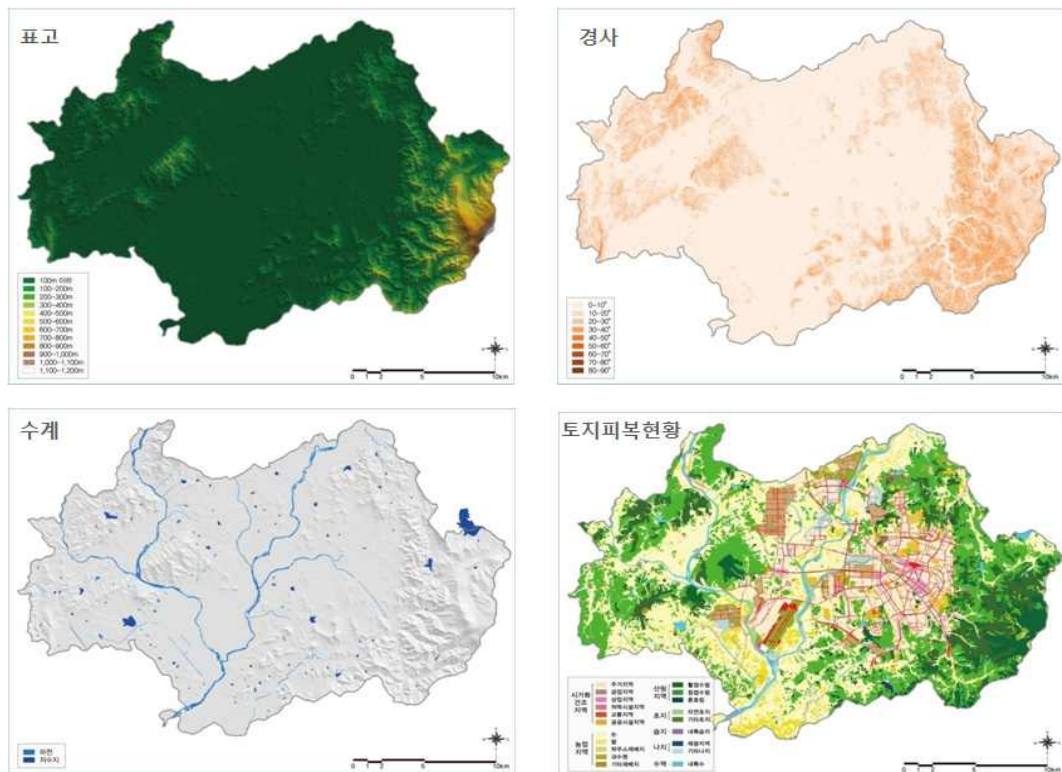 표고
100m 이하
100~200m
200~300m
300~400m
400~500m
500~600m
600~700m
700~800m
800~900m
900~1,000m
1,000~1,100m
1,100~1,200m
0 1 2 5 10km
경사
0~10°
10~20°
20~30°
30~40°
40~50°
50~60°
60~70°
70~80°
80~90°
0 1 2 5 10km
수계
하천
저수지
0 1 2 5 10km
토지피복현황
시가화
건조
지역
주거지역
공업지역
상업지역
교통지역
공공시설지역
농업
지역
논
밭
과수원
기타재배지
산림
지역
활엽수림
침엽수림
혼효림
초지
자연초지
기타초지
습지
내륙습지
나지
기타나지
수역
내륙수
0 1 2 5 10km